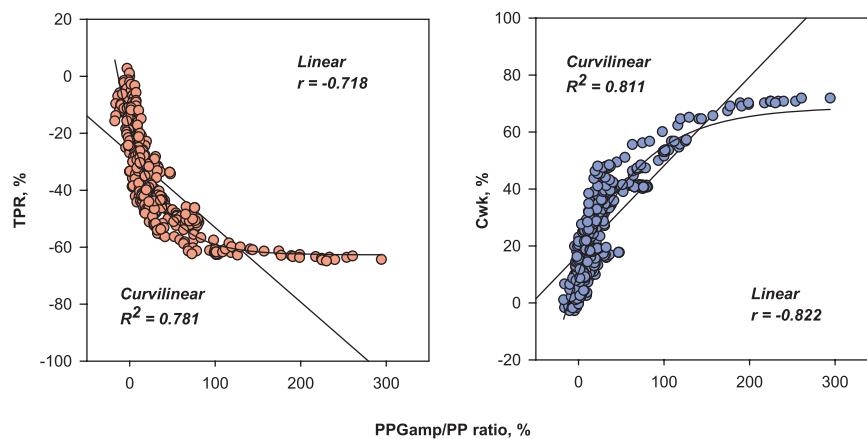 20
0
-20
-40
-60
-80
-100
TPR, %
Linear
r = -0.718
Curvilinear
R² = 0.781
0
100
200
300
100
80
60
40
20
0
-20
Cwk, %
Curvilinear
R² = 0.811
Linear
r = -0.822
0
100
200
300
PPGamp/PP ratio, %